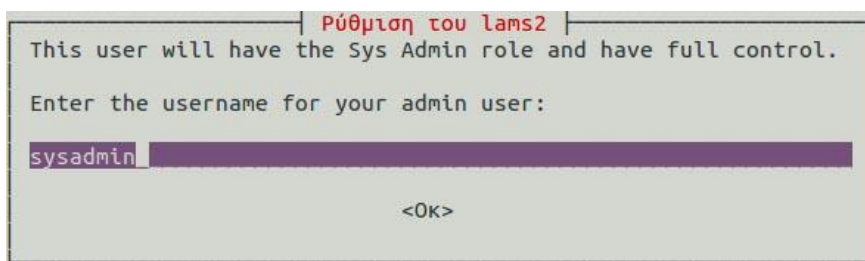 Ρύθμιση του lams2
This user will have the Sys Admin role and have full control.
Enter the username for your admin user:
sysadmin
<Οκ>